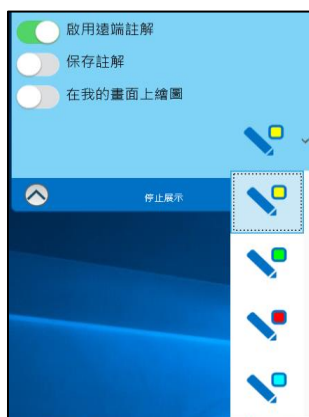 啟用遠端註解
保存註解
在我的畫面上繪圖
停止展示